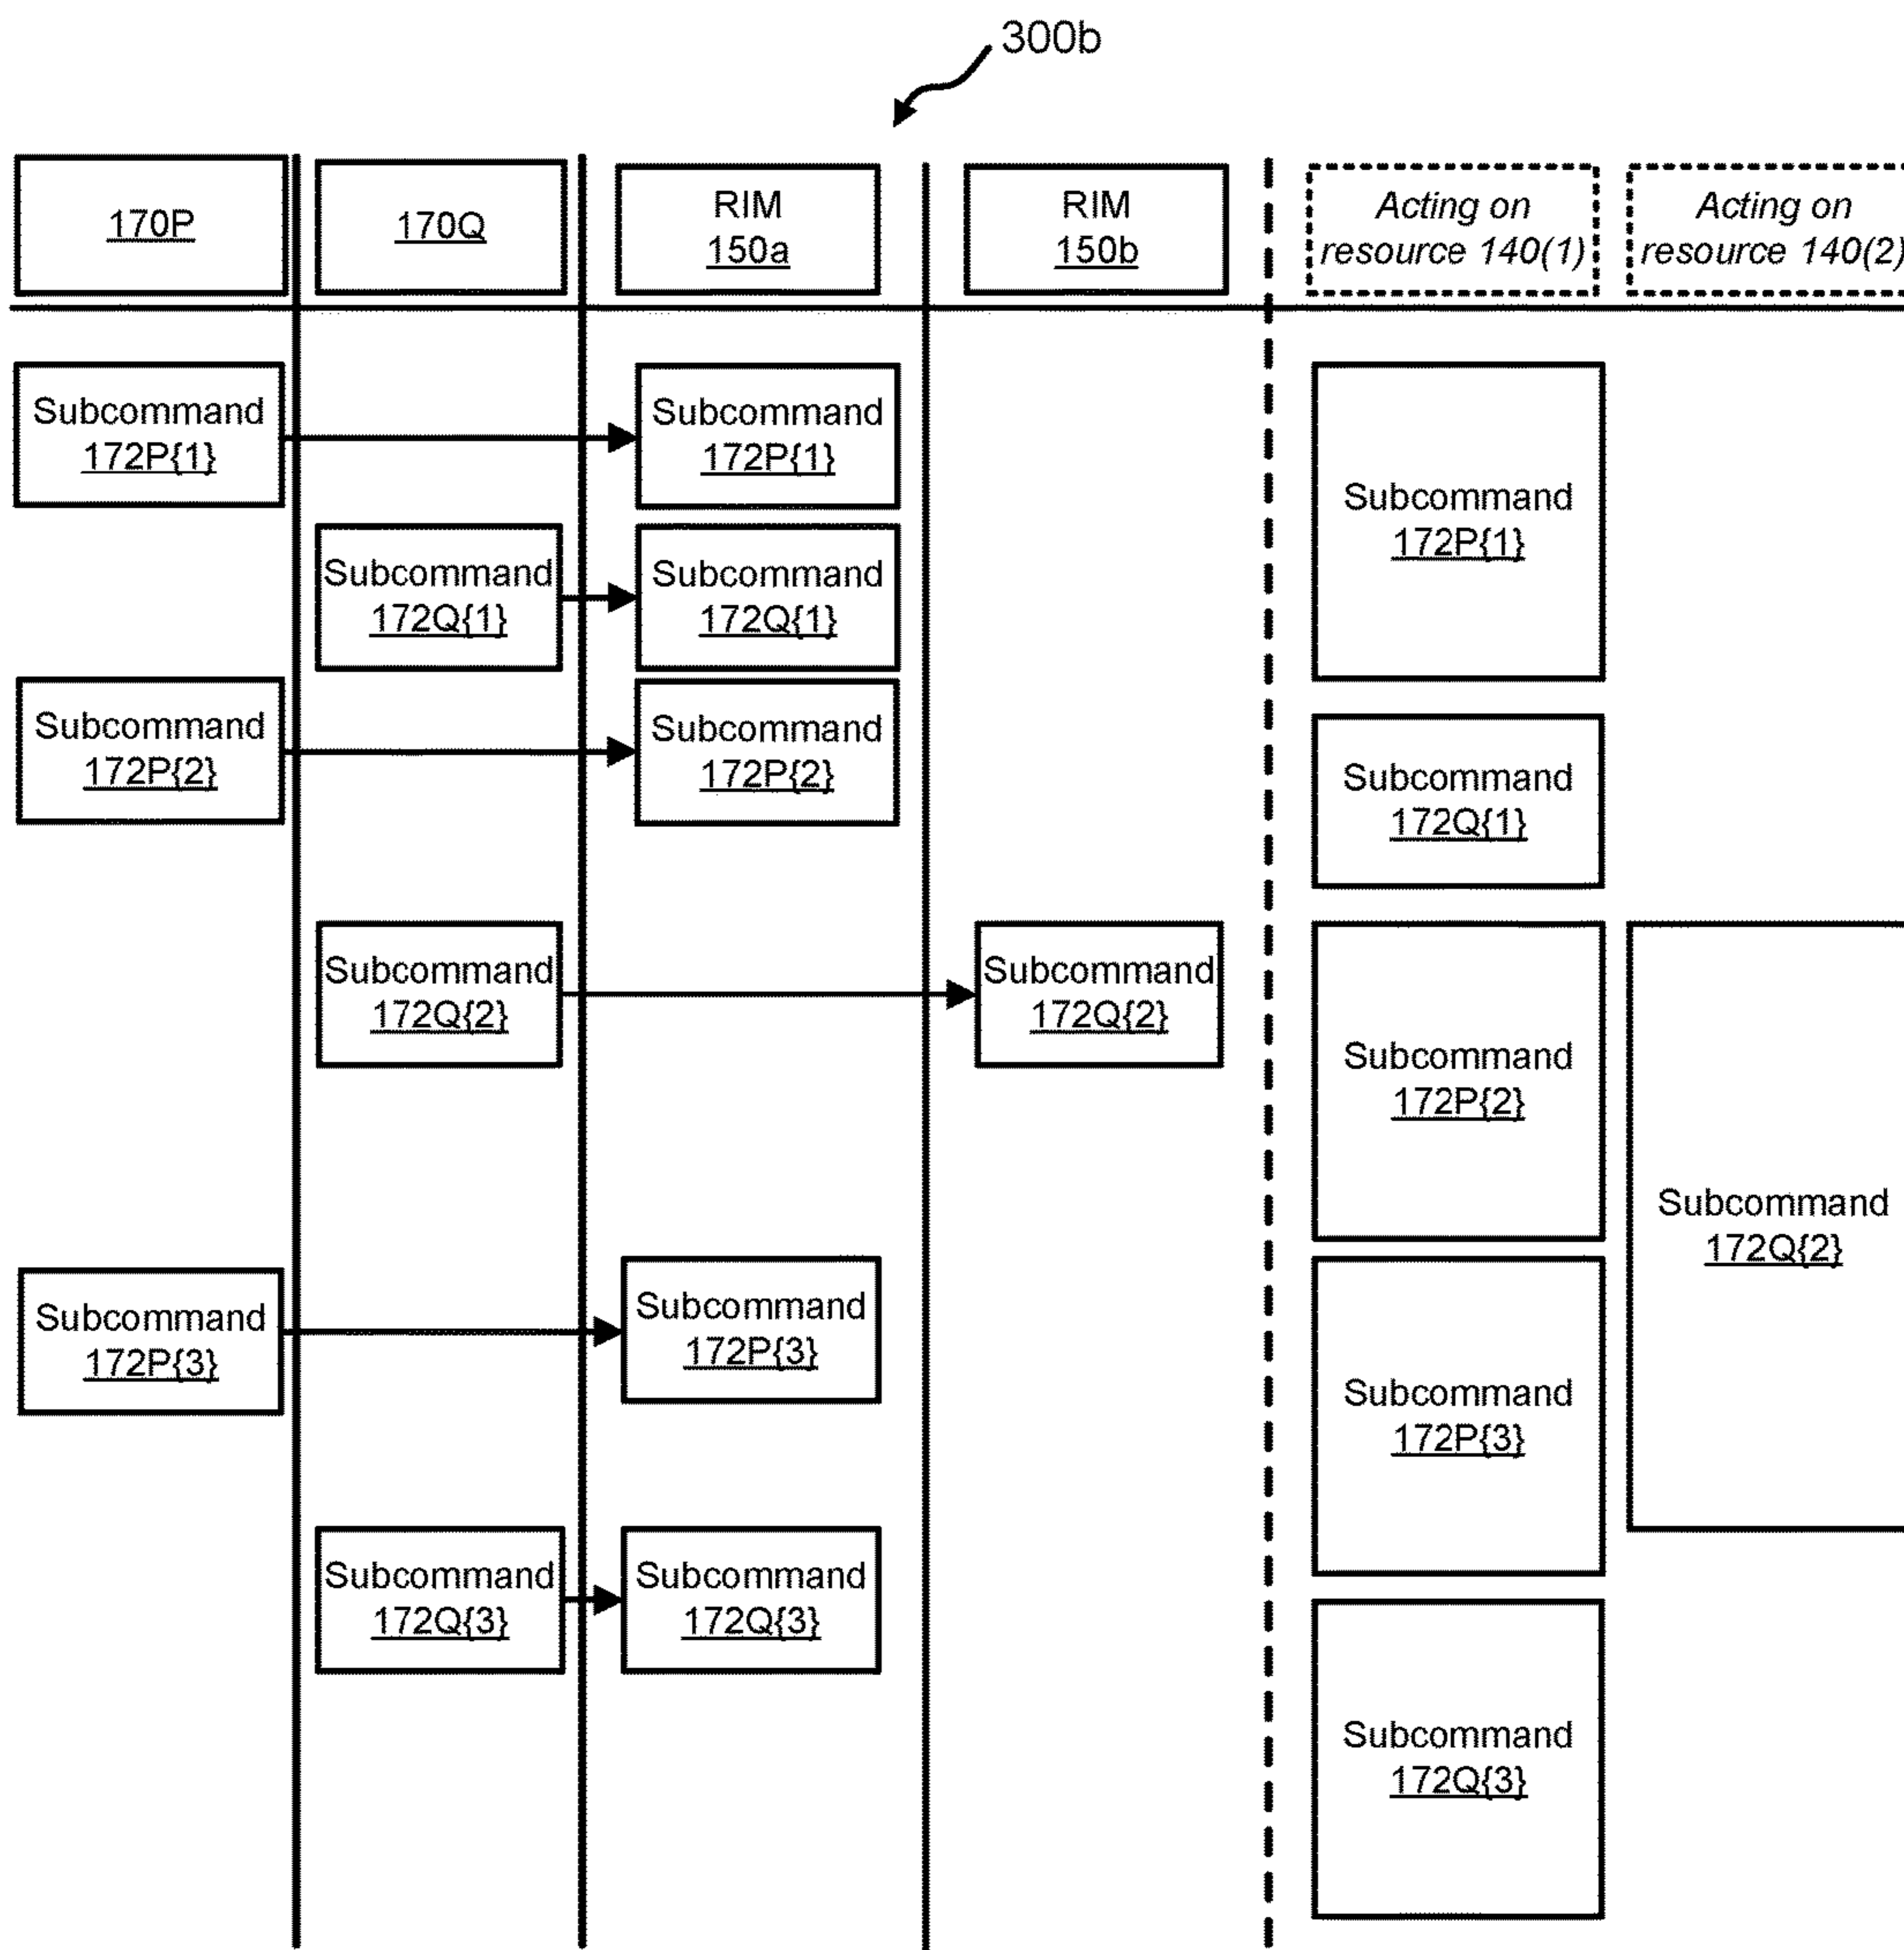 300b
170P
170Q
RIM
150a
RIM
150b
Acting on
resource 140(1)
Acting on
resource 140(2)
Subcommand
172P{1}
Subcommand
172P{1}
Subcommand
172P{1}
Subcommand
172Q{1}
Subcommand
172Q{1}
Subcommand
172P{2}
Subcommand
172P{2}
Subcommand
172Q{1}
Subcommand
172Q{2}
Subcommand
172Q{2}
Subcommand
172P{2}
Subcommand
172Q{2}
Subcommand
172P{3}
Subcommand
172P{3}
Subcommand
172P{3}
Subcommand
172Q{3}
Subcommand
172Q{3}
Subcommand
172Q{3}